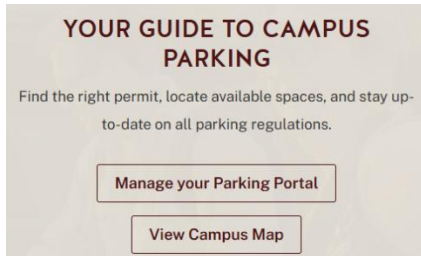 YOUR GUIDE TO CAMPUS
PARKING
Find the right permit, locate available spaces, and stay up-
to-date on all parking regulations.
Manage your Parking Portal
View Campus Map